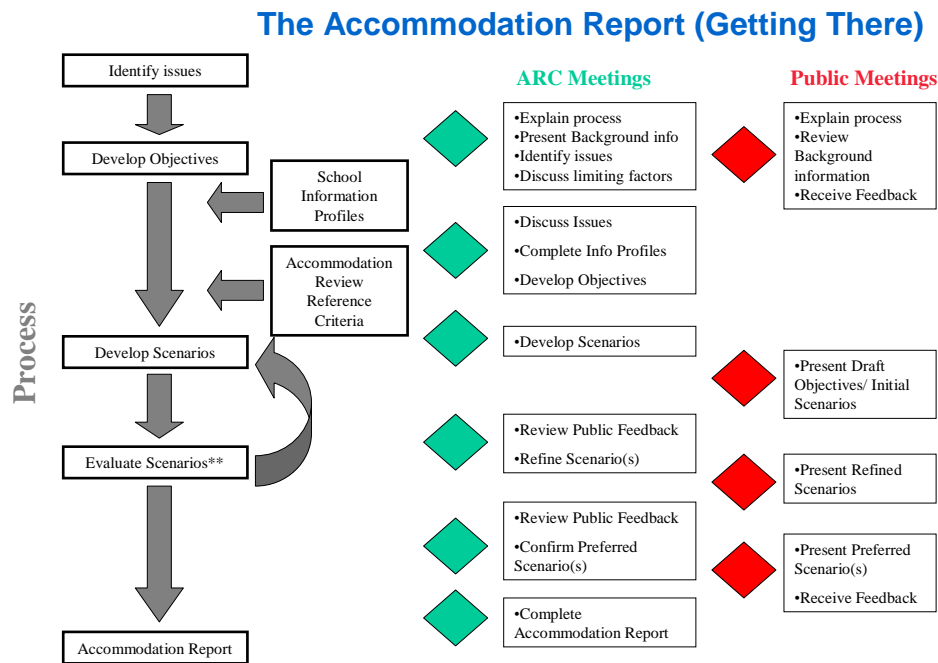 The Accommodation Report (Getting There)
Process
Identify issues
Develop Objectives
School
Information
Profiles
Accommodation
Review
Reference
Criteria
Develop Scenarios
Evaluate Scenarios**
Accommodation Report
ARC Meetings
•Explain process
•Present Background info
•Identify issues
•Discuss limiting factors
•Discuss Issues
•Complete Info Profiles
•Develop Objectives
•Develop Scenarios
•Review Public Feedback
•Refine Scenario(s)
•Review Public Feedback
•Confirm Preferred
Scenario(s)
•Complete
Accommodation Report
Public Meetings
•Explain process
•Review
Background
information
•Receive Feedback
•Present Draft
Objectives/ Initial
Scenarios
•Present Refined
Scenarios
•Present Preferred
Scenario(s)
•Receive Feedback